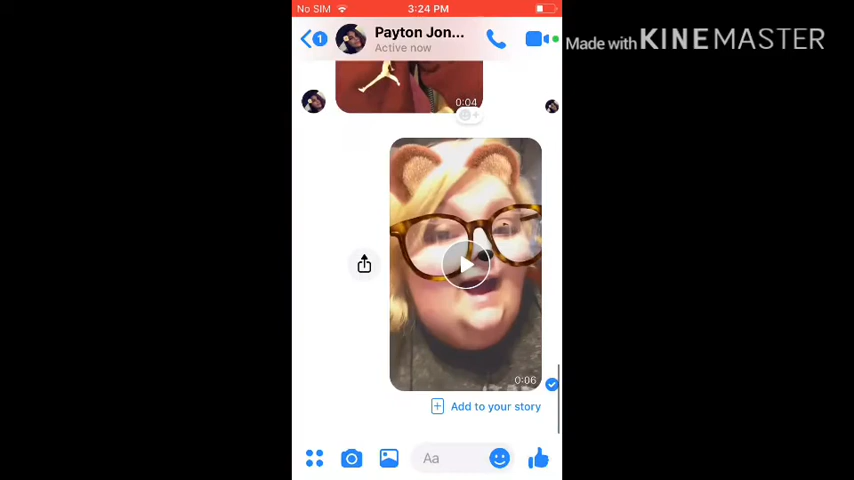 No SIM 3:24 PM
1 Payton Jon...
Active now
Made with KINEMASTER
0:04
0:06
Add to your story
Aa